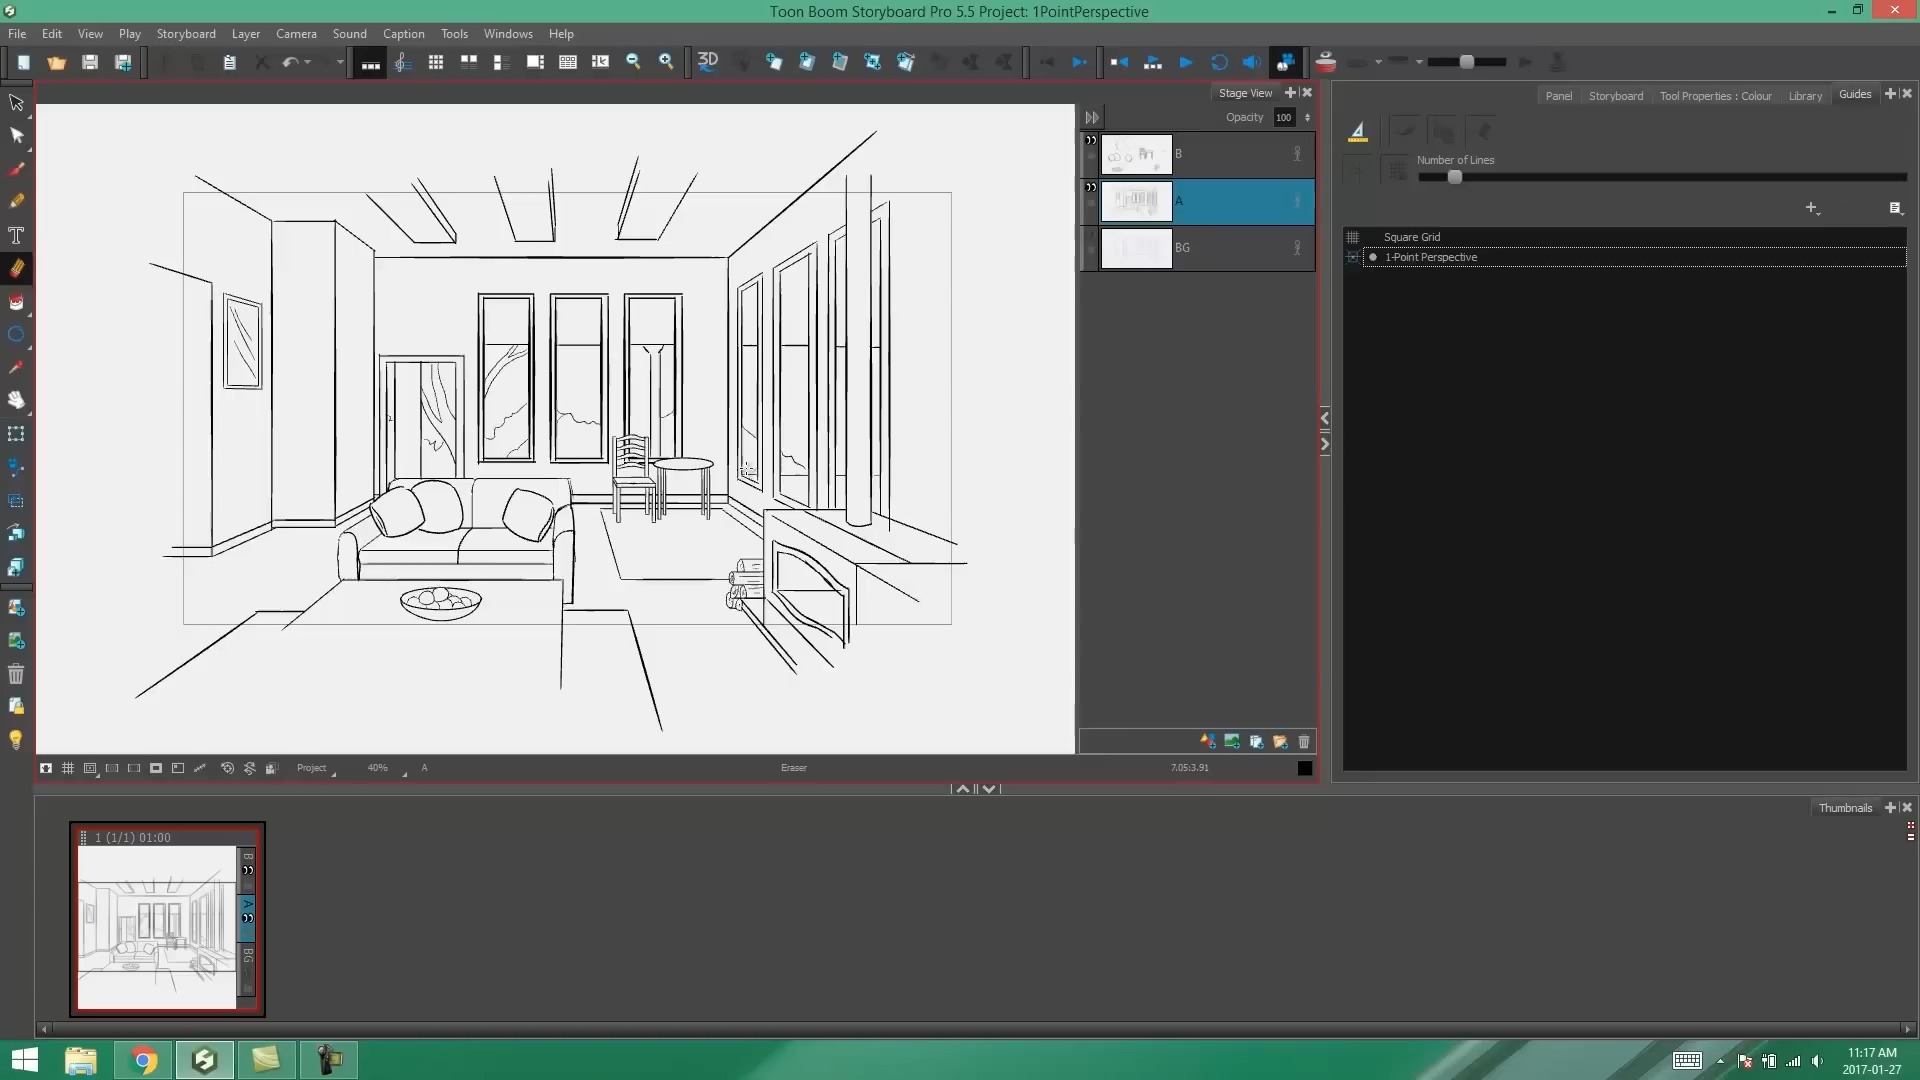 Toon Boom Storyboard Pro 5.5 Project: 1PointPerspective
File Edit View Play Storyboard Layer Camera Sound Caption Tools Windows Help
3D
Stage View
Panel Storyboard Tool Properties : Colour Library Guides
Opacity 100
B
A
BG
Number of Lines
Square Grid
1-Point Perspective
Project 40% A Eraser 7.05:3.91
Thumbnails
1 (1/1) 01:00
B
A
BG
11:17 AM
2017-01-27